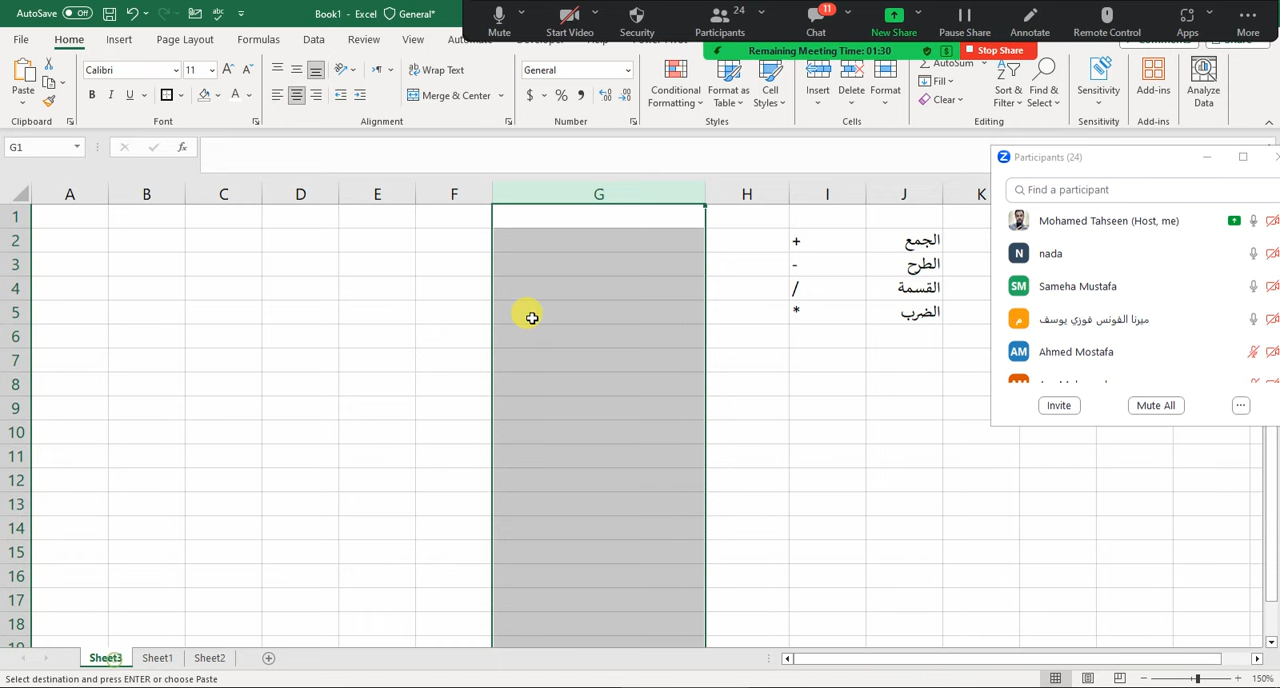 AutoSave Off Book1 - Excel General*
Mute Start Video Security Participants 24 Chat 11 New Share Pause Share Annotate Remote Control Apps More
Remaining Meeting Time: 01:30 Stop Share
File Home Insert Page Layout Formulas Data Review View
Paste Calibri 11 Wrap Text General Conditional Formatting Format as Table Cell Styles Insert Delete Format AutoSum Sort & Filter Find & Select Sensitivity Add-ins Analyze Data
B I U Merge & Center $ % Fill
Clear
Clipboard Font Alignment Number Styles Cells Editing Sensitivity Add-ins
G1 fx
Participants (24)
Find a participant
Mohamed Tahseen (Host, me)
N nada
SM Sameha Mustafa
م ميرنا القونس فوزي يوسف
AM Ahmed Mostafa
Invite Mute All
A B C D E F G H I J K
1
2 + الجمع
3 - الطرح
4 / القسمة
5 * الضرب
6
7
8
9
10
11
12
13
14
15
16
17
18
Sheet3 Sheet1 Sheet2
Select destination and press ENTER or choose Paste 150%